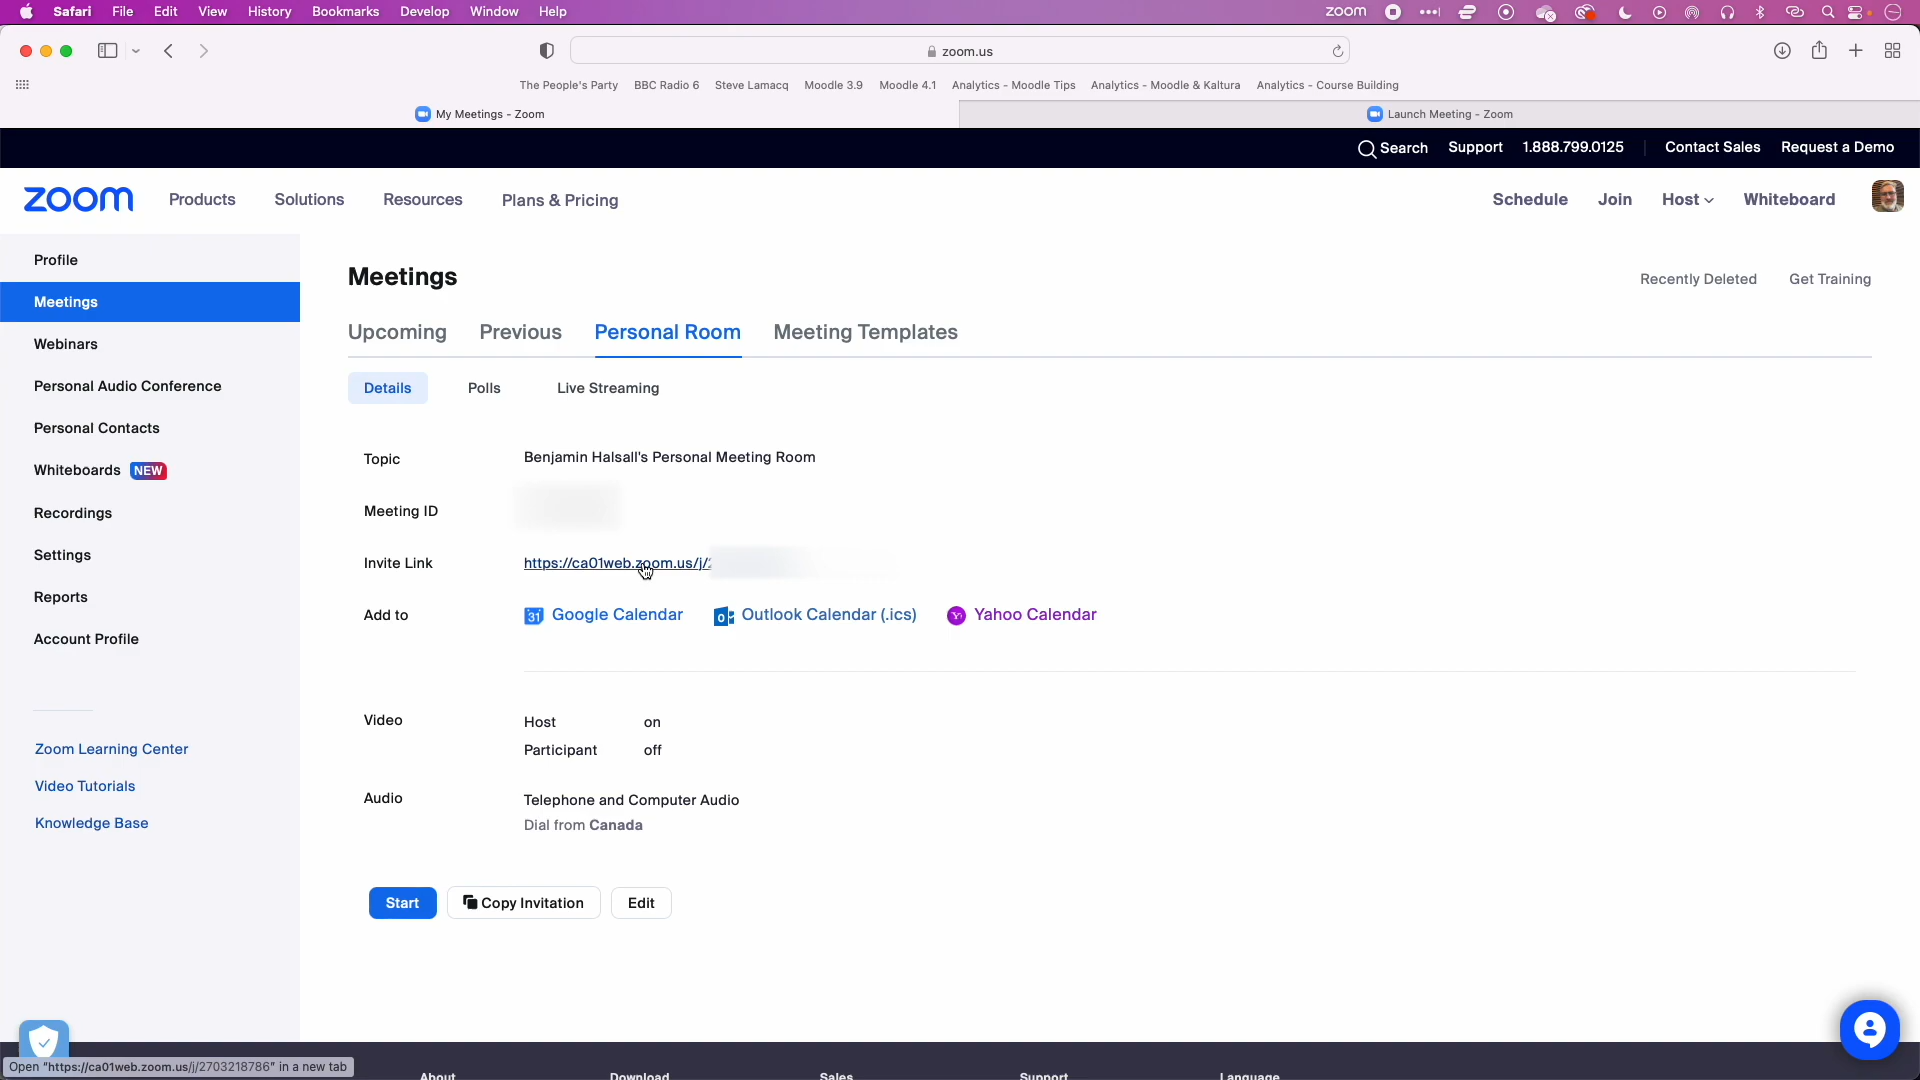 Safari File Edit View History Bookmarks Develop Window Help zoom
zoom.us
The People's Party BBC Radio 6 Steve Lamacq Moodle 3.9 Moodle 4.1 Analytics - Moodle Tips Analytics - Moodle & Kaltura Analytics - Course Building
My Meetings - Zoom Launch Meeting - Zoom
Search Support 1.888.799.0125 Contact Sales Request a Demo
zoom Products Solutions Resources Plans & Pricing Schedule Join Host Whiteboard
Profile
Meetings
Webinars
Personal Audio Conference
Personal Contacts
Whiteboards NEW
Recordings
Settings
Reports
Account Profile
Zoom Learning Center
Video Tutorials
Knowledge Base
Meetings Recently Deleted Get Training
Upcoming Previous Personal Room Meeting Templates
Details Polls Live Streaming
Topic Benjamin Halsall's Personal Meeting Room
Meeting ID
Invite Link https://ca01web.zoom.us/j/2
Add to 31 Google Calendar Outlook Calendar (.ics) Yahoo Calendar
Video Host on
Participant off
Audio Telephone and Computer Audio
Dial from Canada
Start Copy Invitation Edit
Open "https://ca01web.zoom.us/j/2703218786" in a new tab
About Download Sales Support Language